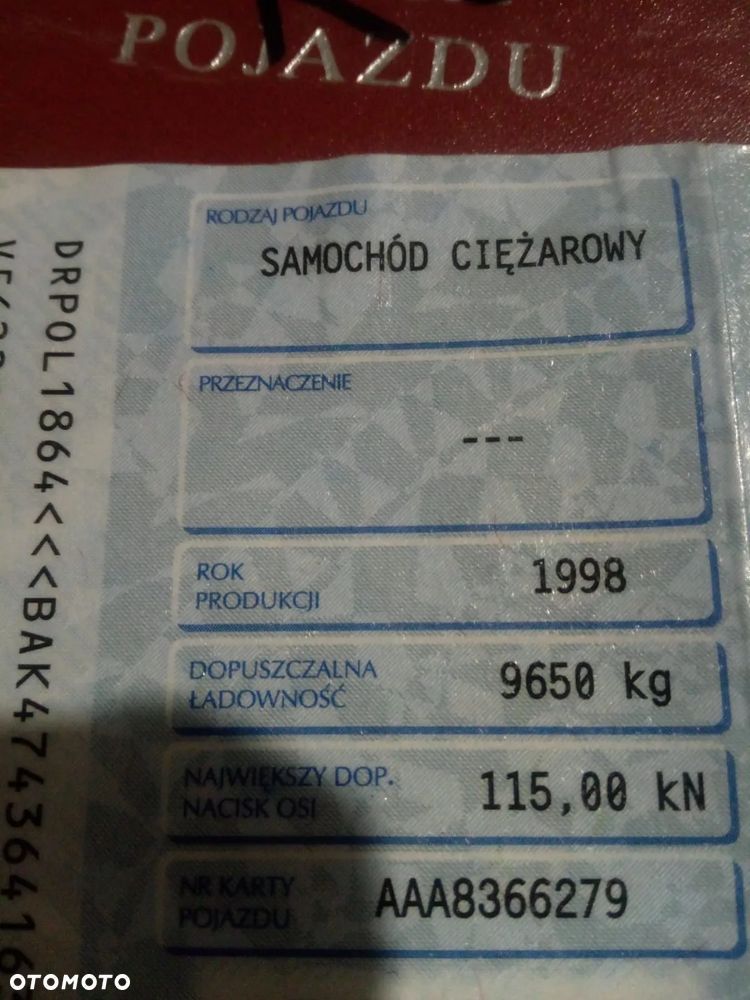 POJAZDU
RODZAJ POJAZDU
SAMOCHÓD CIĘŻAROWY
PRZEZNACZENIE
---
ROK
PRODUKCJI
1998
DOPUSZCZALNA
ŁADOWNOŚĆ
9650 kg
NAJWIĘKSZY DOP.
NACISK OSI
115,00 kN
NR KARTY
POJAZDU
AAA8366279
DRPOL1864<<<BAK47436416
OTOMOTO